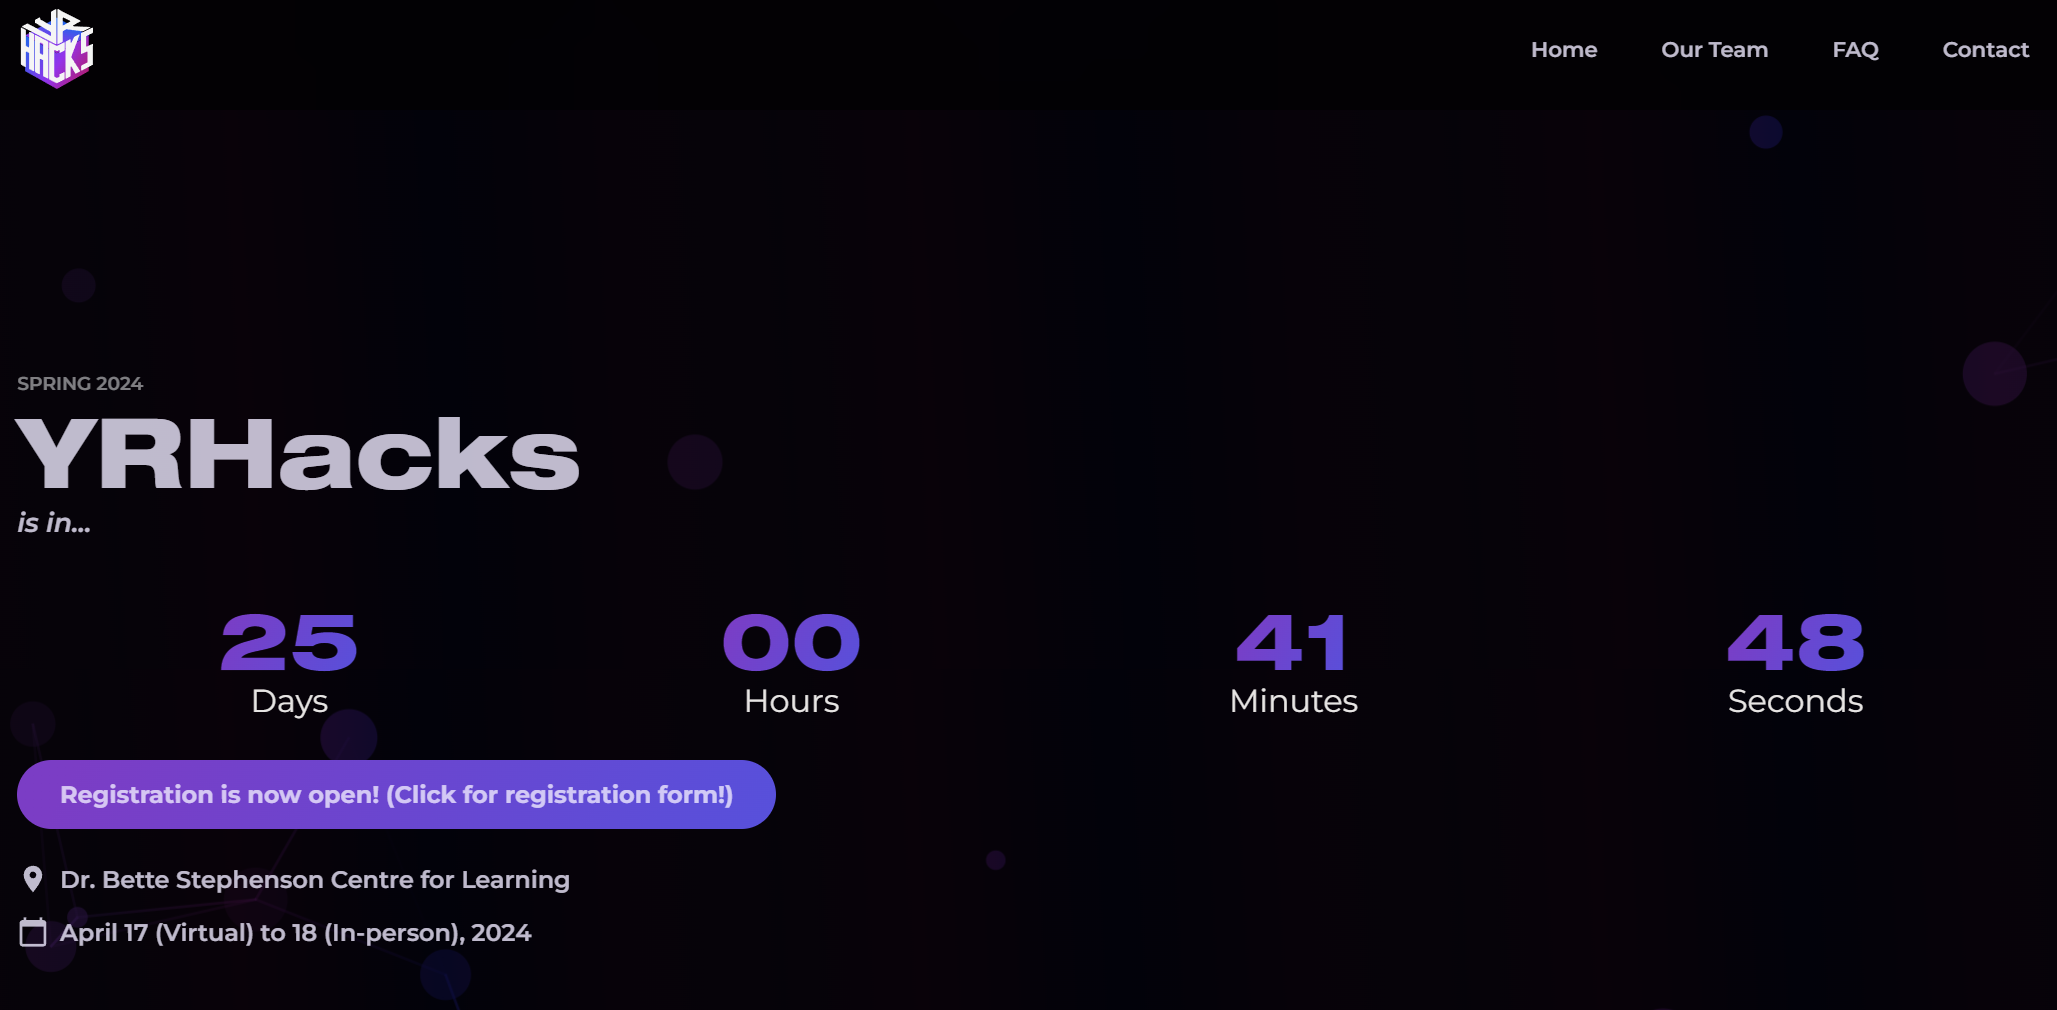 YR
HACKS
Home Our Team FAQ Contact
SPRING 2024
YRHacks
is in...
25 00 41 48
Days Hours Minutes Seconds
Registration is now open! (Click for registration form!)
Dr. Bette Stephenson Centre for Learning
April 17 (Virtual) to 18 (In-person), 2024